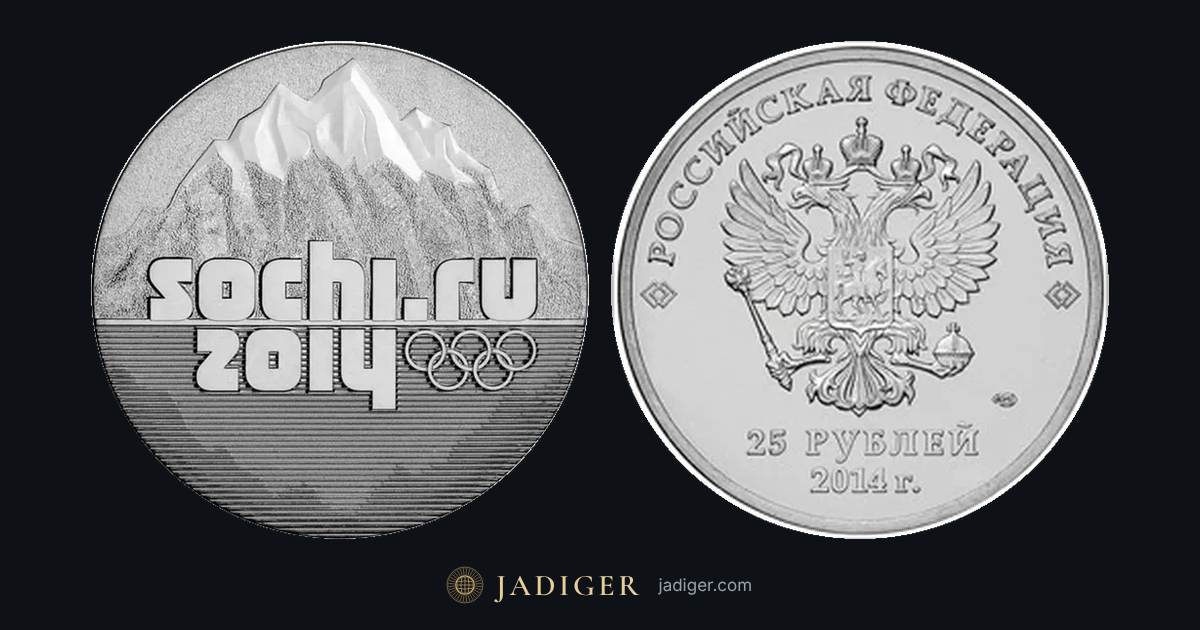 sochi.ru
2014
РОССИЙСКАЯ ФЕДЕРАЦИЯ
25 РУБЛЕЙ
2014 г.
JADIGER
jadiger.com